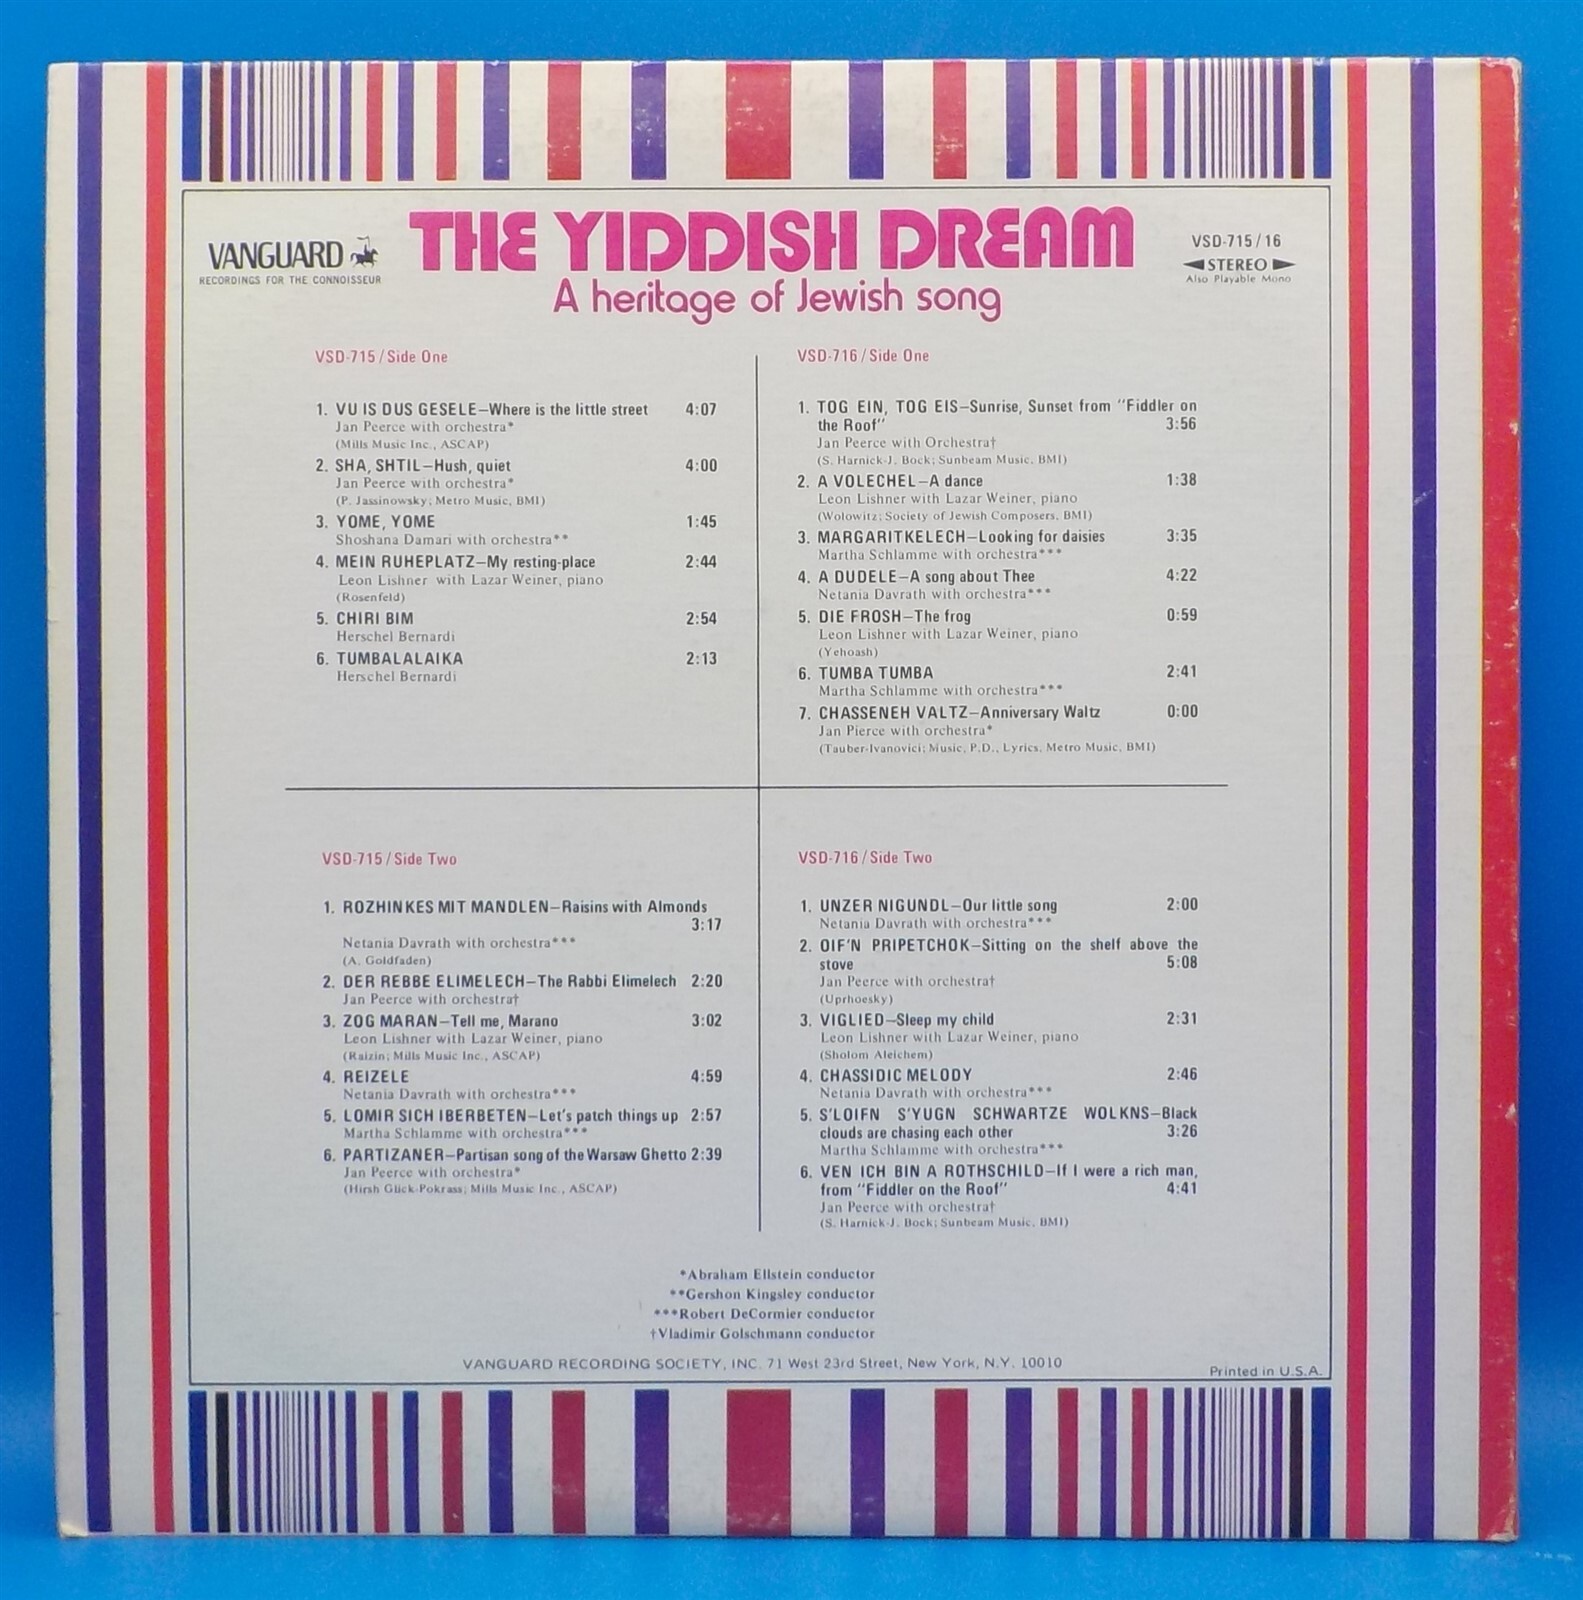 VANGUARD
RECORDINGS FOR THE CONNOISSEUR
THE YIDDISH DREAM
A heritage of Jewish song
VSD-715/16
STEREO
Also Playable Mono
VSD-715/Side One
1. VU IS DUS GESELE—Where is the little street 4:07
Jan Peerce with orchestra*
(Mills Music Inc., ASCAP)
2. SHA, SHTIL—Hush, quiet 4:00
Jan Peerce with orchestra*
(P. Jassinowsky; Metro Music, BMI)
3. YOME, YOME 1:45
Shoshana Damari with orchestra**
4. MEIN RUHEPLATZ—My resting-place 2:44
Leon Lishner with Lazar Weiner, piano
(Rosenfeld)
5. CHIRI BIM 2:54
Herschel Bernardi
6. TUMBALALAIKA 2:13
Herschel Bernardi
VSD-716/Side One
1. TOG EIN, TOG EIS—Sunrise, Sunset from "Fiddler on
the Roof" 3:56
Jan Peerce with Orchestra†
(S. Harnick-J. Bock; Sunbeam Music, BMI)
2. A VOLECHEL—A dance 1:38
Leon Lishner with Lazar Weiner, piano
(Wolowitz; Society of Jewish Composers, BMI)
3. MARGARITKELECH—Looking for daisies 3:35
Martha Schlamme with orchestra***
4. A DUDELE—A song about Thee 4:22
Netania Davrath with orchestra***
5. DIE FROSH—The frog 0:59
Leon Lishner with Lazar Weiner, piano
(Yehoash)
6. TUMBA TUMBA 2:41
Martha Schlamme with orchestra***
7. CHASSENEH VALTZ—Anniversary Waltz 0:00
Jan Pierce with orchestra*
(Tauber-Ivanovici; Music, P.D., Lyrics, Metro Music, BMI)
VSD-715/Side Two
1. ROZHINKES MIT MANDLEN—Raisins with Almonds
3:17
Netania Davrath with orchestra***
(A. Goldfaden)
2. DER REBBE ELIMELECH—The Rabbi Elimelech 2:20
Jan Peerce with orchestra†
3. ZOG MARAN—Tell me, Marano 3:02
Leon Lishner with Lazar Weiner, piano
(Raizin; Mills Music Inc., ASCAP)
4. REIZELE 4:59
Netania Davrath with orchestra***
5. LOMIR SICH IBERBETEN—Let's patch things up 2:57
Martha Schlamme with orchestra***
6. PARTIZANER—Partisan song of the Warsaw Ghetto 2:39
Jan Peerce with orchestra*
(Hirsh Glick-Pokrass; Mills Music Inc., ASCAP)
VSD-716/Side Two
1. UNZER NIGUNDL—Our little song 2:00
Netania Davrath with orchestra***
2. OIF'N PRIPETCHOK—Sitting on the shelf above the
stove 5:08
Jan Peerce with orchestra†
(Uprhoesky)
3. VIGLIED—Sleep my child 2:31
Leon Lishner with Lazar Weiner, piano
(Sholom Aleichem)
4. CHASSIDIC MELODY 2:46
Netania Davrath with orchestra***
5. S'LOIFN S'YUGN SCHWARTZE WOLKNS—Black
clouds are chasing each other 3:26
Martha Schlamme with orchestra***
6. VEN ICH BIN A ROTHSCHILD—If I were a rich man,
from "Fiddler on the Roof" 4:41
Jan Peerce with orchestra†
(S. Harnick-J. Bock; Sunbeam Music, BMI)
*Abraham Ellstein conductor
**Gershon Kingsley conductor
***Robert DeCormier conductor
†Vladimir Golschmann conductor
VANGUARD RECORDING SOCIETY, INC. 71 West 23rd Street, New York, N.Y. 10010
Printed in U.S.A.